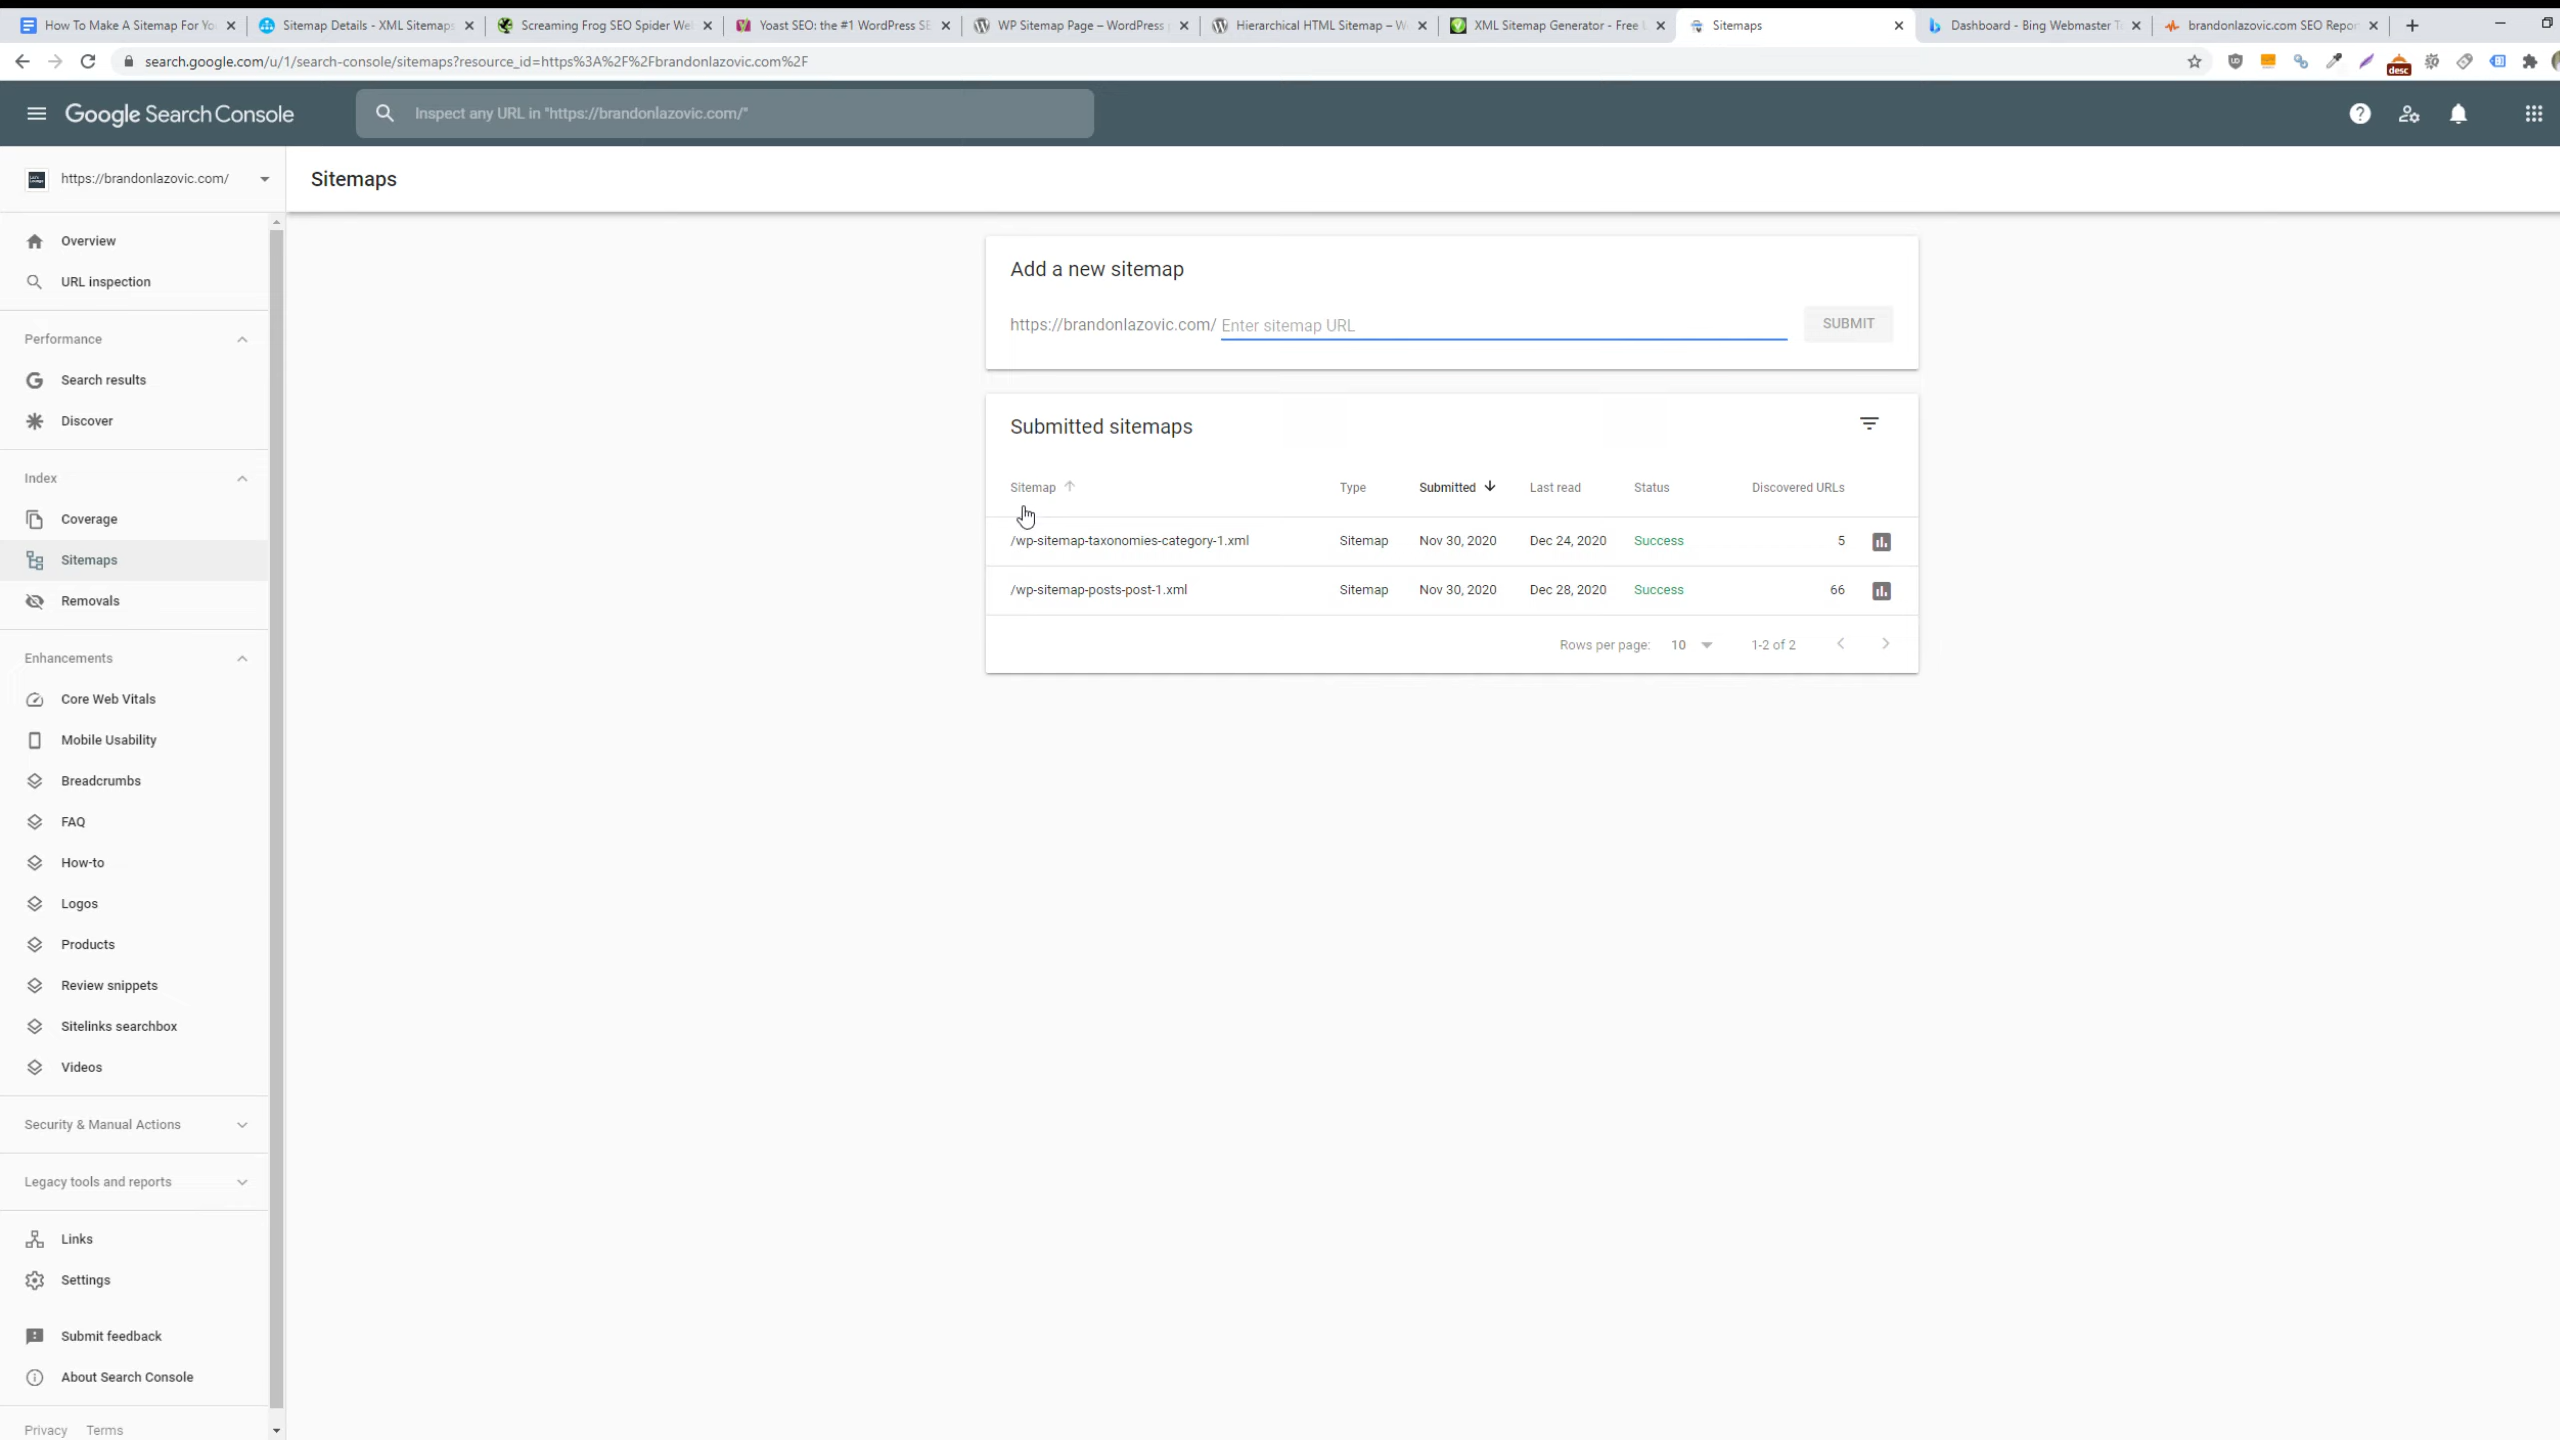 How To Make A Sitemap For Yo
Sitemap Details - XML Sitemaps
Screaming Frog SEO Spider We
Yoast SEO: the #1 WordPress SE
WP Sitemap Page – WordPress
Hierarchical HTML Sitemap – W
XML Sitemap Generator - Free
Sitemaps
Dashboard - Bing Webmaster T
brandonlazovic.com SEO Repor
search.google.com/u/1/search-console/sitemaps?resource_id=https%3A%2F%2Fbrandonlazovic.com%2F
desc
Google Search Console
Inspect any URL in "https://brandonlazovic.com/"
https://brandonlazovic.com/
Sitemaps
Overview
URL inspection
Performance
Search results
Discover
Index
Coverage
Sitemaps
Removals
Enhancements
Core Web Vitals
Mobile Usability
Breadcrumbs
FAQ
How-to
Logos
Products
Review snippets
Sitelinks searchbox
Videos
Security & Manual Actions
Legacy tools and reports
Links
Settings
Submit feedback
About Search Console
Privacy Terms
Add a new sitemap
https://brandonlazovic.com/ Enter sitemap URL SUBMIT
Submitted sitemaps
Sitemap Type Submitted Last read Status Discovered URLs
/wp-sitemap-taxonomies-category-1.xml Sitemap Nov 30, 2020 Dec 24, 2020 Success 5
/wp-sitemap-posts-post-1.xml Sitemap Nov 30, 2020 Dec 28, 2020 Success 66
Rows per page: 10 1-2 of 2